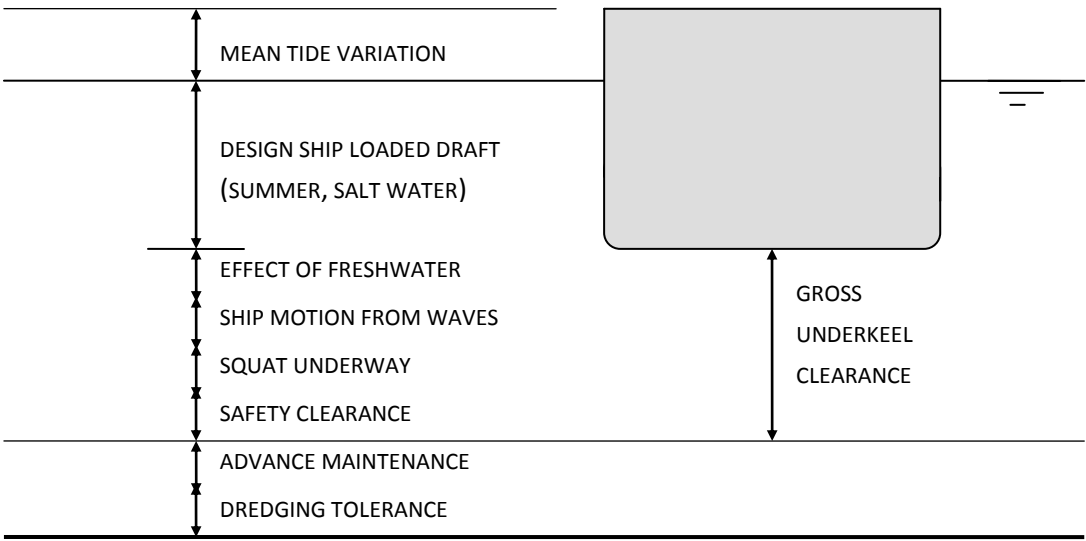 MEAN TIDE VARIATION
DESIGN SHIP LOADED DRAFT
(SUMMER, SALT WATER)
EFFECT OF FRESHWATER
SHIP MOTION FROM WAVES
SQUAT UNDERWAY
SAFETY CLEARANCE
GROSS
UNDERKEEL
CLEARANCE
ADVANCE MAINTENANCE
DREDGING TOLERANCE